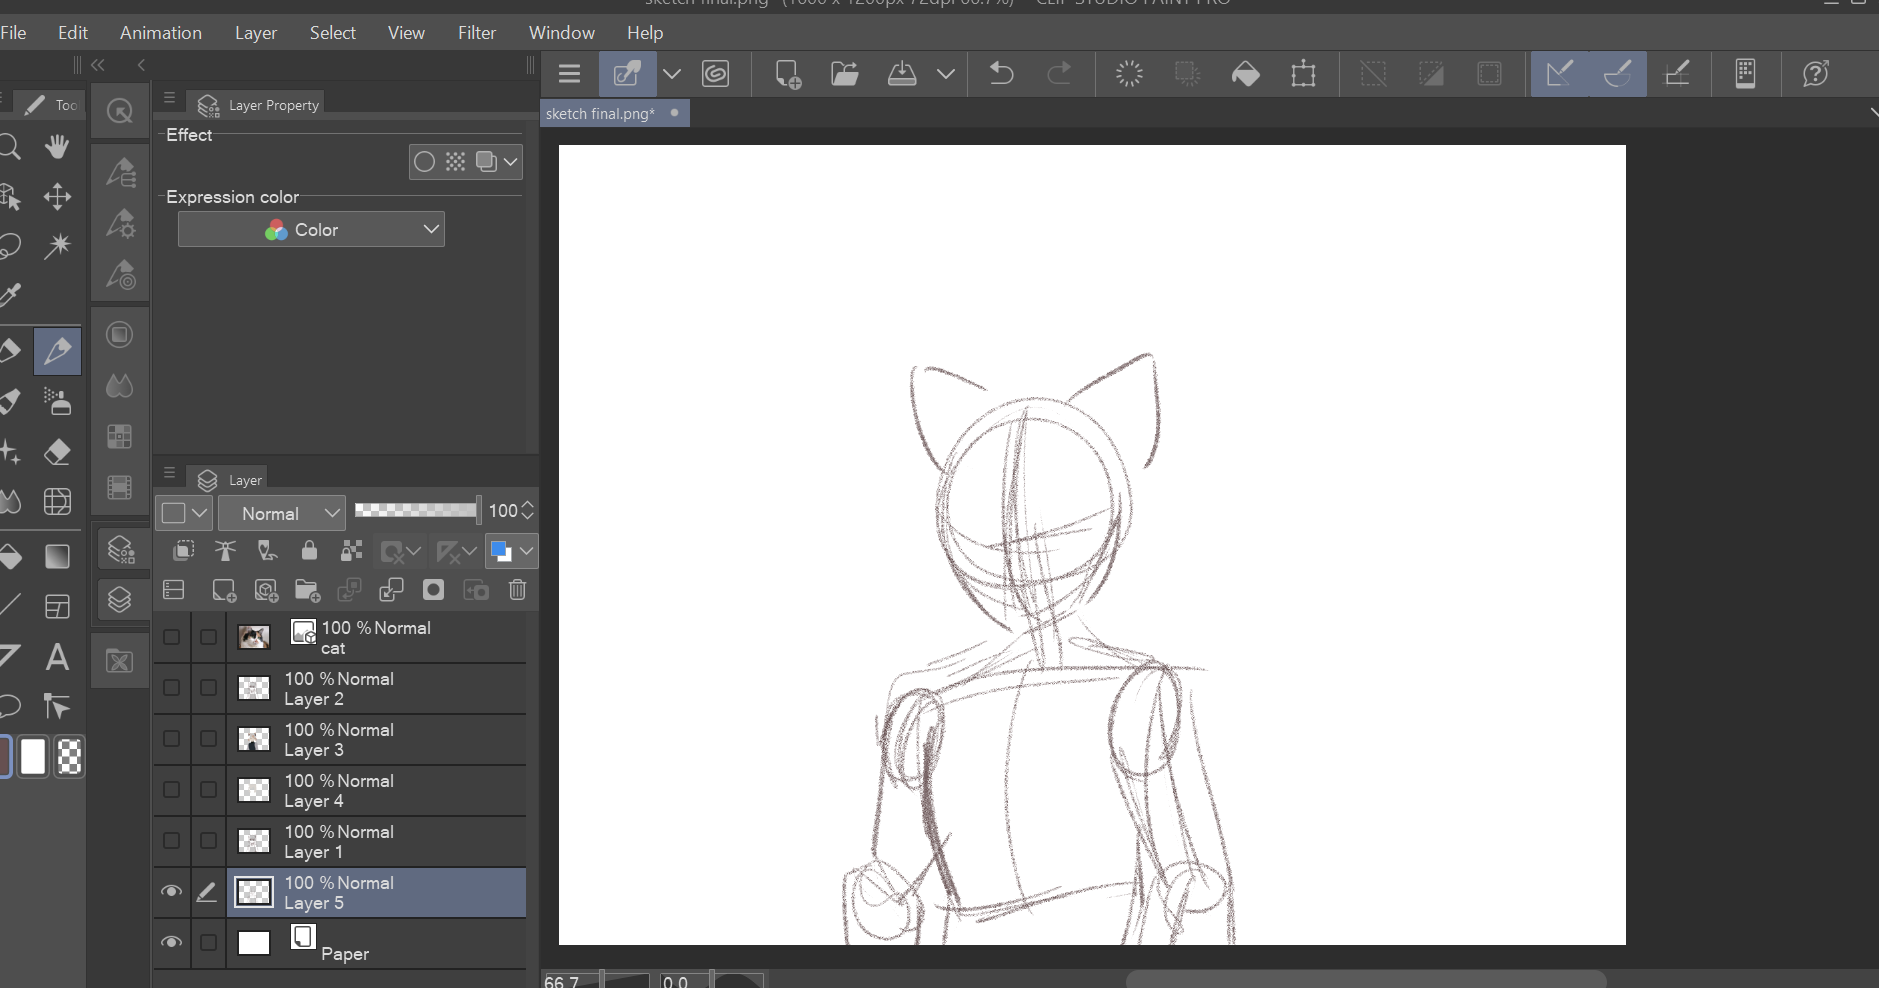 sketch final.png* (1600 x 1200px 72dpi 66.7%) - CLIP STUDIO PAINT PRO
File Edit Animation Layer Select View Filter Window Help
Too
Layer Property
sketch final.png*
Effect
Expression color
Color
Layer
Normal 100
100 % Normal
cat
100 % Normal
Layer 2
100 % Normal
Layer 3
100 % Normal
Layer 4
100 % Normal
Layer 1
100 % Normal
Layer 5
Paper
66.7 0.0